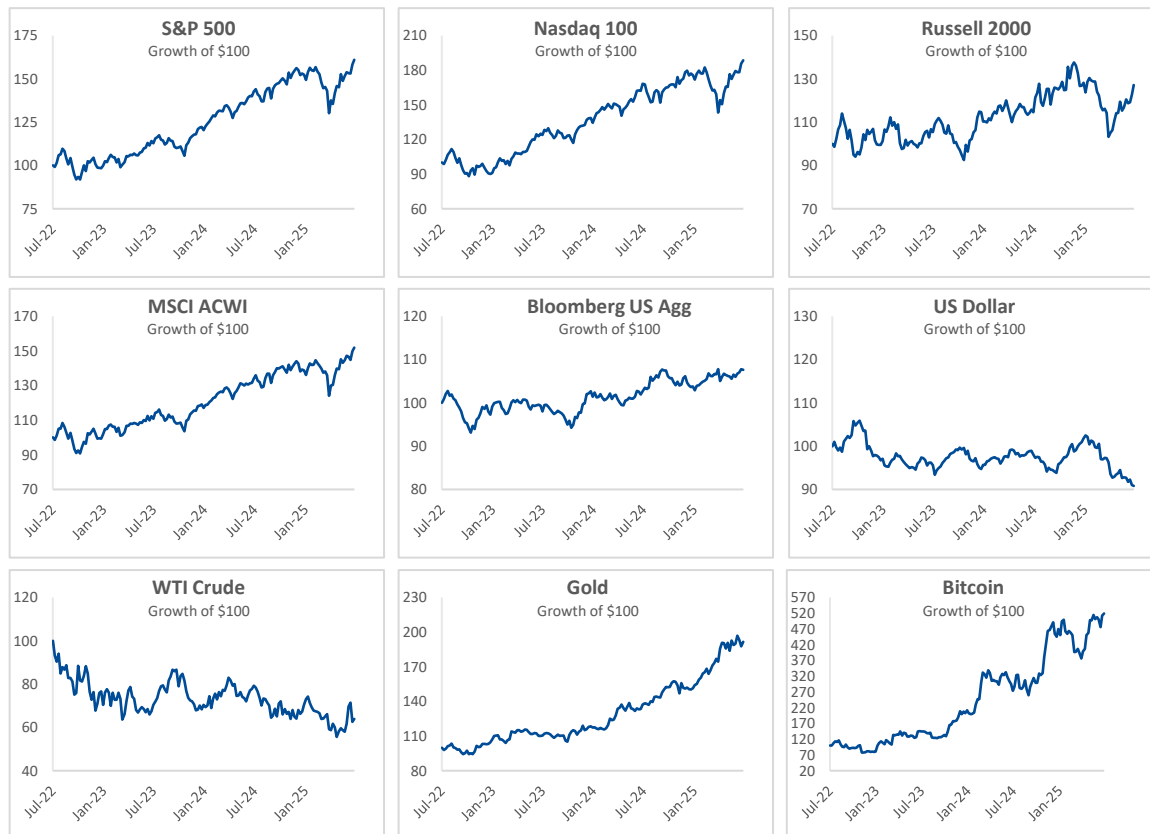 S&P 500
Growth of $100
175
150
125
100
75
Jul-22
Jan-23
Jul-23
Jan-24
Jul-24
Jan-25
Nasdaq 100
Growth of $100
210
180
150
120
90
60
Jul-22
Jan-23
Jul-23
Jan-24
Jul-24
Jan-25
Russell 2000
Growth of $100
150
130
110
90
70
Jul-22
Jan-23
Jul-23
Jan-24
Jul-24
Jan-25
MSCI ACWI
Growth of $100
170
150
130
110
90
70
Jul-22
Jan-23
Jul-23
Jan-24
Jul-24
Jan-25
Bloomberg US Agg
Growth of $100
120
110
100
90
80
Jul-22
Jan-23
Jul-23
Jan-24
Jul-24
Jan-25
US Dollar
Growth of $100
130
120
110
100
90
Jul-22
Jan-23
Jul-23
Jan-24
Jul-24
Jan-25
WTI Crude
Growth of $100
120
100
80
60
40
Jul-22
Jan-23
Jul-23
Jan-24
Jul-24
Jan-25
Gold
Growth of $100
230
200
170
140
110
80
Jul-22
Jan-23
Jul-23
Jan-24
Jul-24
Jan-25
Bitcoin
Growth of $100
570
520
470
420
370
320
270
220
170
120
70
20
Jul-22
Jan-23
Jul-23
Jan-24
Jul-24
Jan-25